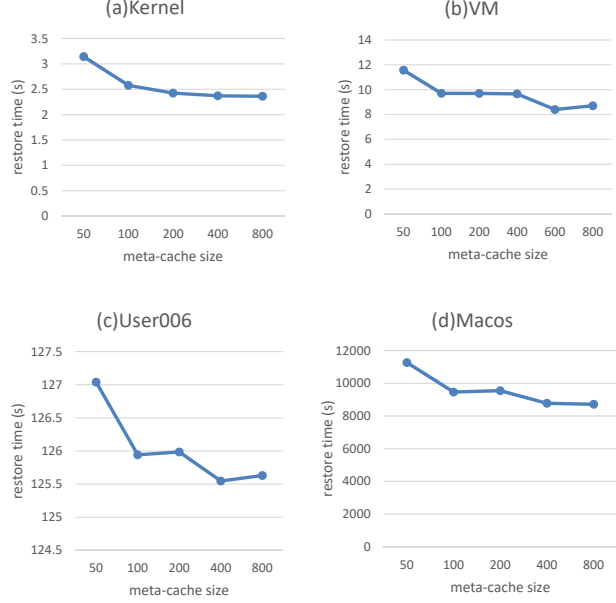 (a)Kernel
3.5
3
2.5
2
1.5
1
0.5
0
restore time (s)
50 100 200 400 800
meta-cache size
(b)VM
14
12
10
8
6
4
2
0
restore time (s)
50 100 200 400 600 800
meta-cache size
(c)User006
127.5
127
126.5
126
125.5
125
124.5
restore time (s)
50 100 200 400 800
meta-cache size
(d)Macos
12000
10000
8000
6000
4000
2000
0
restore time (s)
50 100 200 400 800
meta-cache size